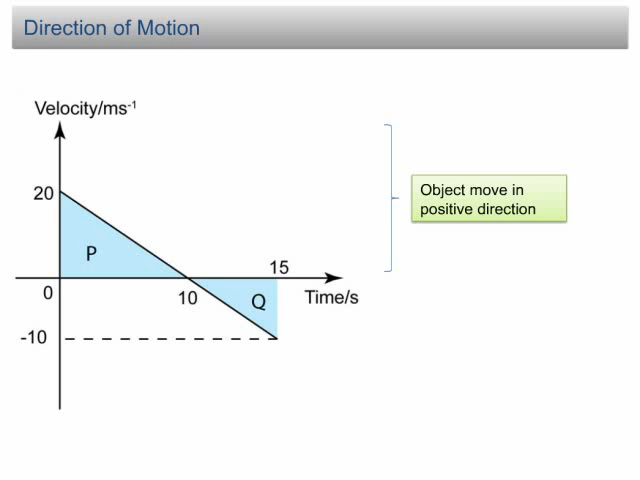 Direction of Motion
Velocity/ms⁻¹
20
P
15
0
10
Q
Time/s
-10
Object move in
positive direction